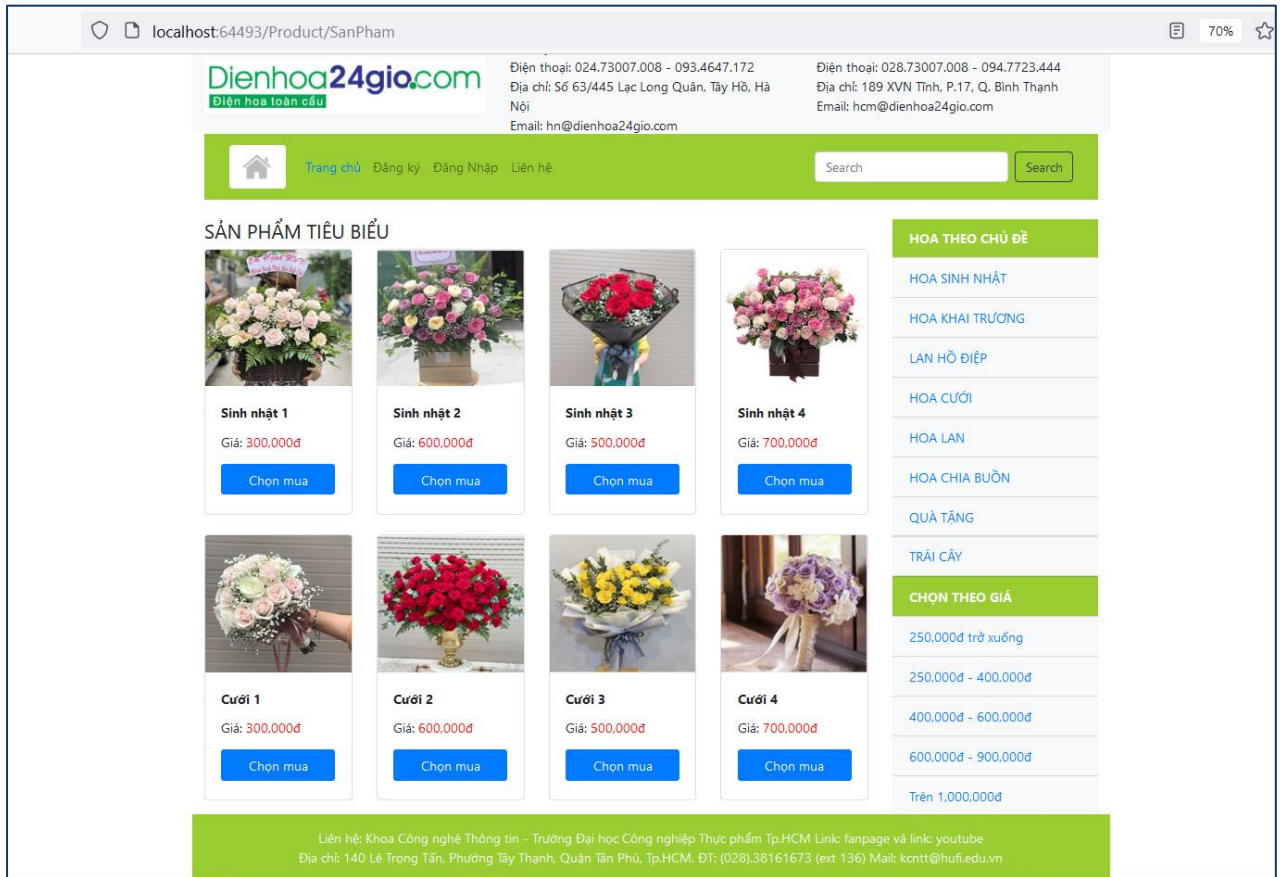 localhost:64493/Product/SanPham
70%
Dienhoa24gio.com
Điện hoa toàn cầu
Điện thoại: 024.73007.008 - 093.4647.172
Địa chỉ: Số 63/445 Lạc Long Quân, Tây Hồ, Hà
Nội
Email: hn@dienhoa24gio.com
Điện thoại: 028.73007.008 - 094.7723.444
Địa chỉ: 189 XVN Tĩnh, P.17, Q. Bình Thạnh
Email: hcm@dienhoa24gio.com
Trang chủ Đăng ký Đăng Nhập Liên hệ
Search
Search
SẢN PHẨM TIÊU BIỂU
Sinh nhật 1
Giá: 300,000đ
Chọn mua
Sinh nhật 2
Giá: 600,000đ
Chọn mua
Sinh nhật 3
Giá: 500,000đ
Chọn mua
Sinh nhật 4
Giá: 700,000đ
Chọn mua
Cưới 1
Giá: 300,000đ
Chọn mua
Cưới 2
Giá: 600,000đ
Chọn mua
Cưới 3
Giá: 500,000đ
Chọn mua
Cưới 4
Giá: 700,000đ
Chọn mua
HOA THEO CHỦ ĐỀ
HOA SINH NHẬT
HOA KHAI TRƯƠNG
LAN HỒ ĐIỆP
HOA CƯỚI
HOA LAN
HOA CHIA BUỒN
QUÀ TẶNG
TRÁI CÂY
CHỌN THEO GIÁ
250,000đ trở xuống
250,000đ - 400,000đ
400,000đ - 600,000đ
600,000đ - 900,000đ
Trên 1,000,000đ
Liên hệ: Khoa Công nghệ Thông tin - Trường Đại học Công nghiệp Thực phẩm Tp.HCM Link: fanpage và link: youtube
Địa chỉ: 140 Lê Trọng Tấn, Phường Tây Thạnh, Quận Tân Phú, Tp.HCM. ĐT: (028).38161673 (ext 136) Mail: kcntt@hufi.edu.vn